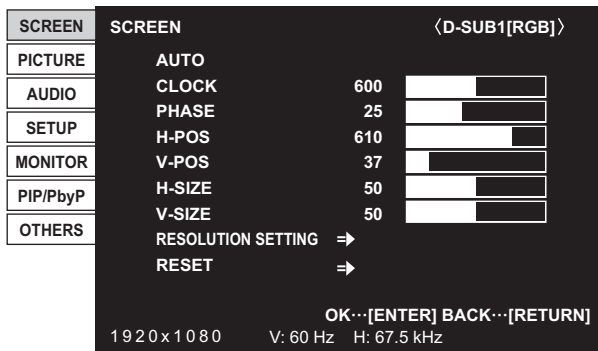 SCREEN
PICTURE
AUDIO
SETUP
MONITOR
PIP/PbyP
OTHERS
SCREEN 〈D-SUB1[RGB]〉
AUTO
CLOCK 600
PHASE 25
H-POS 610
V-POS 37
H-SIZE 50
V-SIZE 50
RESOLUTION SETTING
RESET
OK···[ENTER] BACK···[RETURN]
1920x1080 V: 60 Hz H: 67.5 kHz